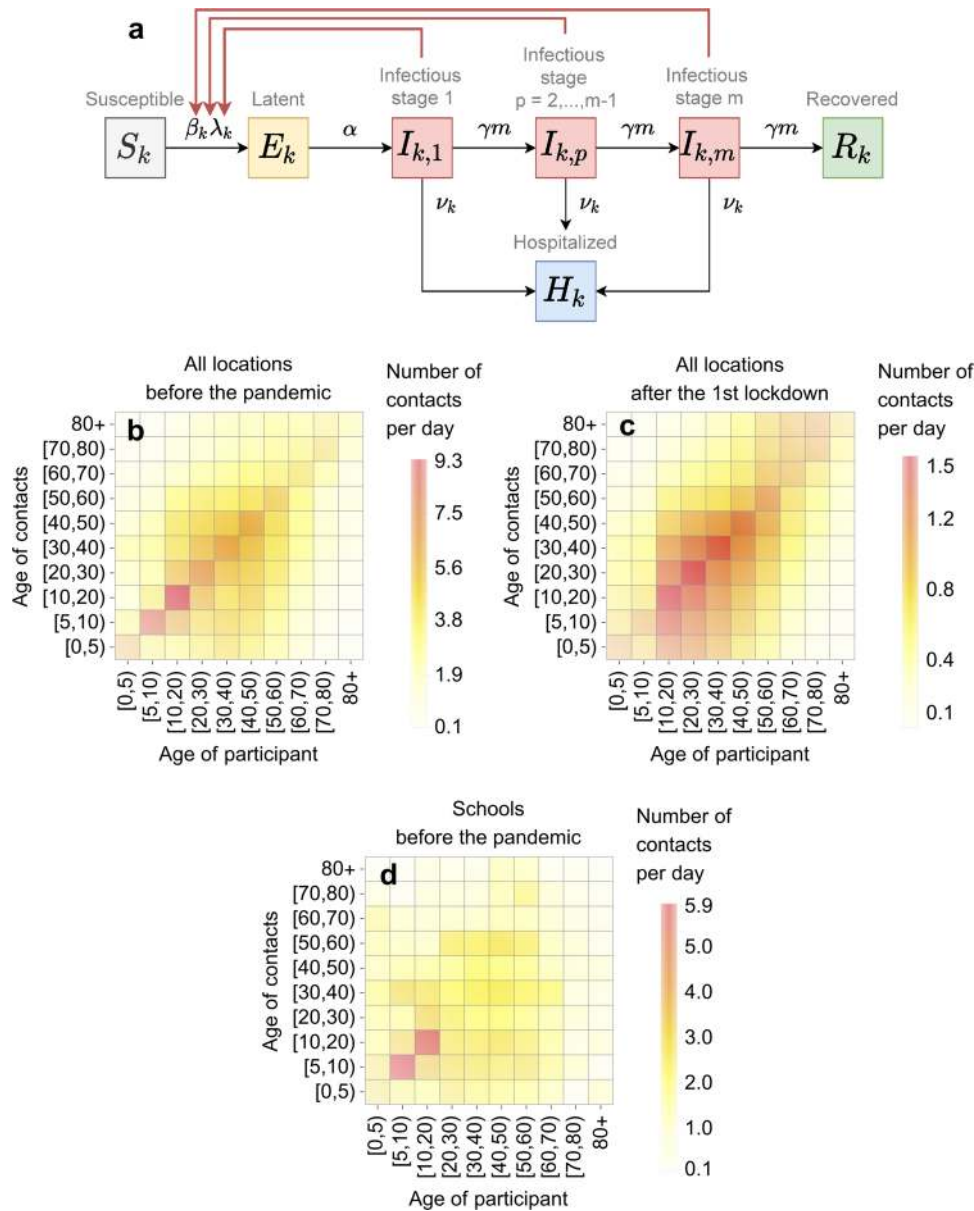 a
Infectious
stage
p = 2,...,m-1
Infectious
stage 1
Infectious
stage m
Susceptible
Latent
Recovered
S_k
β_kλ_k
E_k
α
I_{k,1}
γm
I_{k,p}
γm
I_{k,m}
γm
R_k
ν_k
ν_k
ν_k
Hospitalized
H_k
All locations
before the pandemic
Number of
contacts
per day
b
Age of contacts
80+
[70,80)
[60,70)
[50,60)
[40,50)
[30,40)
[20,30)
[10,20)
[5,10)
[0,5)
[0,5)
[5,10)
[10,20)
[20,30)
[30,40)
[40,50)
[50,60)
[60,70)
[70,80)
80+
Age of participant
9.3
7.5
5.6
3.8
1.9
0.1
All locations
after the 1st lockdown
Number of
contacts
per day
c
Age of contacts
80+
[70,80)
[60,70)
[50,60)
[40,50)
[30,40)
[20,30)
[10,20)
[5,10)
[0,5)
[0,5)
[5,10)
[10,20)
[20,30)
[30,40)
[40,50)
[50,60)
[60,70)
[70,80)
80+
Age of participant
1.5
1.2
0.8
0.4
0.1
Schools
before the pandemic
Number of
contacts
per day
d
Age of contacts
80+
[70,80)
[60,70)
[50,60)
[40,50)
[30,40)
[20,30)
[10,20)
[5,10)
[0,5)
[0,5)
[5,10)
[10,20)
[20,30)
[30,40)
[40,50)
[50,60)
[60,70)
[70,80)
80+
Age of participant
5.9
5.0
4.0
3.0
2.0
1.0
0.1